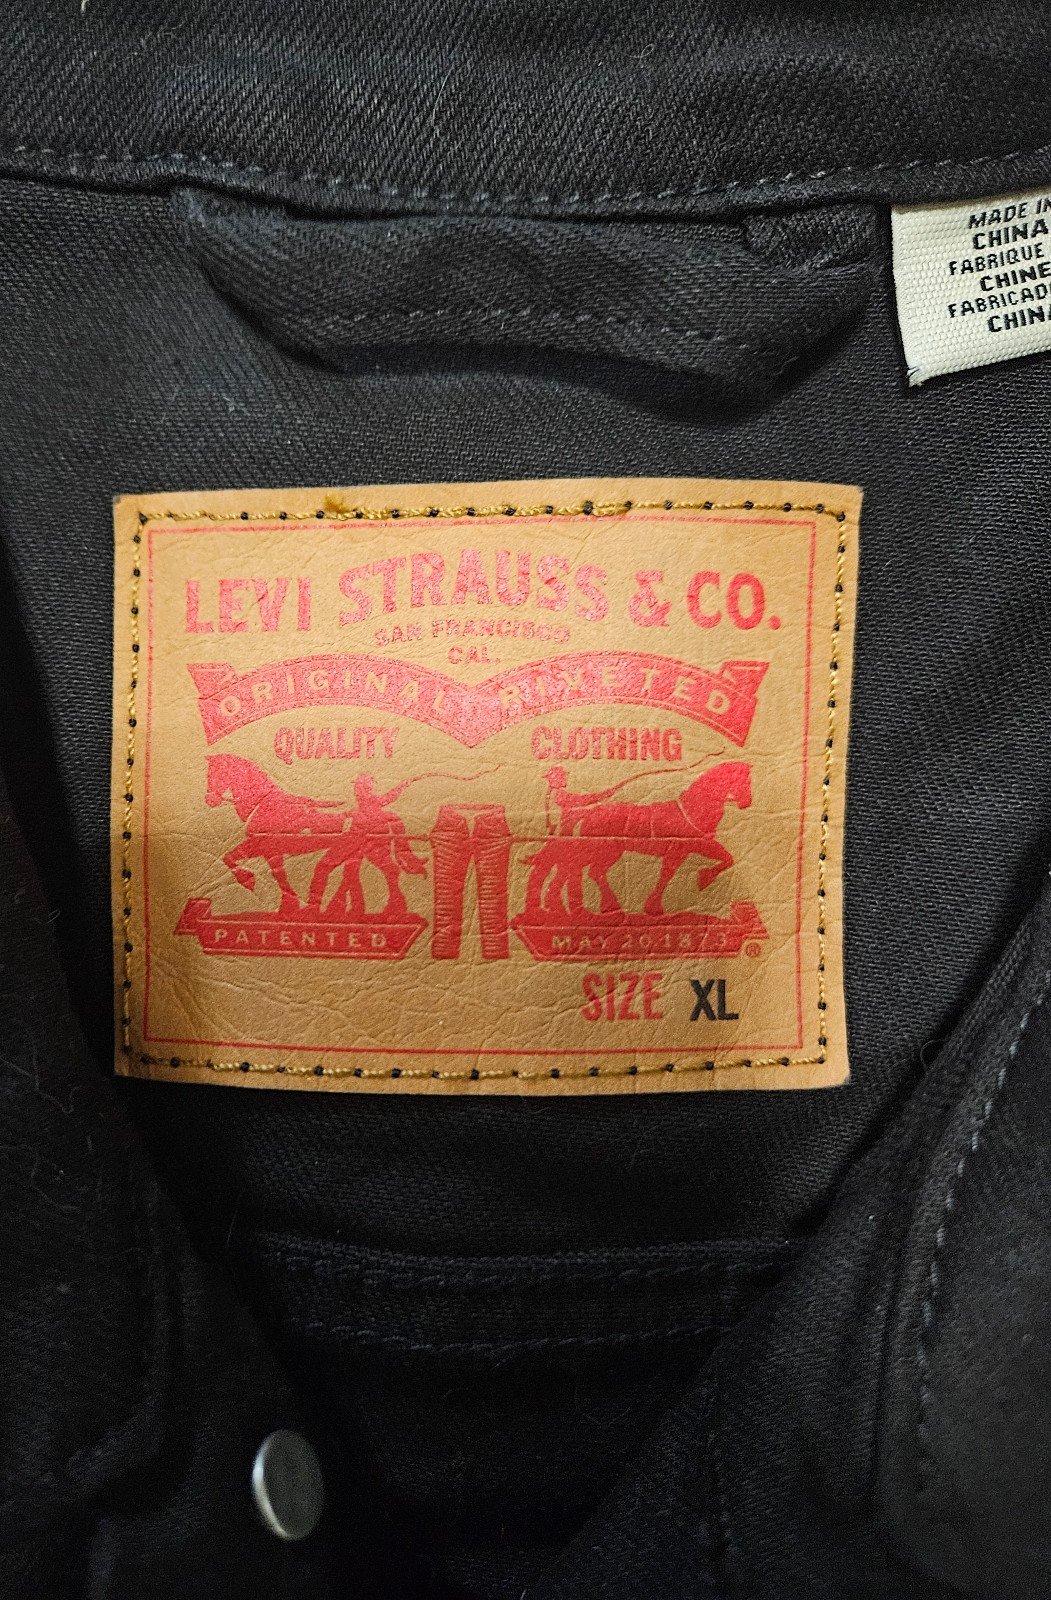 MADE IN
CHINA
FABRIQUE
CHINE
FABRICAD
CHINA
LEVI STRAUSS & CO.
SAN FRANCISCO
CAL.
ORIGINAL RIVETED
QUALITY CLOTHING
PATENTED MAY 20 1873 ®
SIZE XL